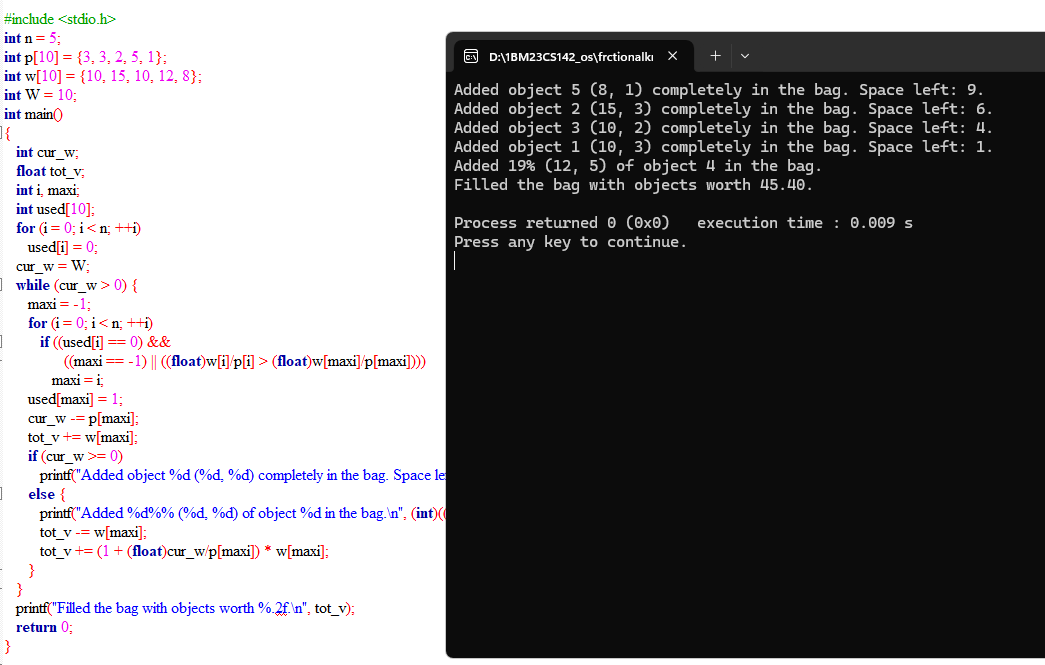 #include <stdio.h>
int n = 5;
int p[10] = {3, 3, 2, 5, 1};
int w[10] = {10, 15, 10, 12, 8};
int W = 10;
int main()
{
int cur_w;
float tot_v;
int i, maxi;
int used[10];
for (i = 0; i < n; ++i)
used[i] = 0;
cur_w = W;
while (cur_w > 0) {
maxi = -1;
for (i = 0; i < n; ++i)
if ((used[i] == 0) &&
((maxi == -1) || ((float)w[i]/p[i] > (float)w[maxi]/p[maxi])))
maxi = i;
used[maxi] = 1;
cur_w -= p[maxi];
tot_v += w[maxi];
if (cur_w >= 0)
printf("Added object %d (%d, %d) completely in the bag. Space le
else {
printf("Added %d%% (%d, %d) of object %d in the bag.\n", (int)((
tot_v -= w[maxi];
tot_v += (1 + (float)cur_w/p[maxi]) * w[maxi];
}
}
printf("Filled the bag with objects worth %.2f.\n", tot_v);
return 0;
}
D:\1BM23CS142_os\frctionalk
Added object 5 (8, 1) completely in the bag. Space left: 9.
Added object 2 (15, 3) completely in the bag. Space left: 6.
Added object 3 (10, 2) completely in the bag. Space left: 4.
Added object 1 (10, 3) completely in the bag. Space left: 1.
Added 19% (12, 5) of object 4 in the bag.
Filled the bag with objects worth 45.40.
Process returned 0 (0x0)   execution time : 0.009 s
Press any key to continue.